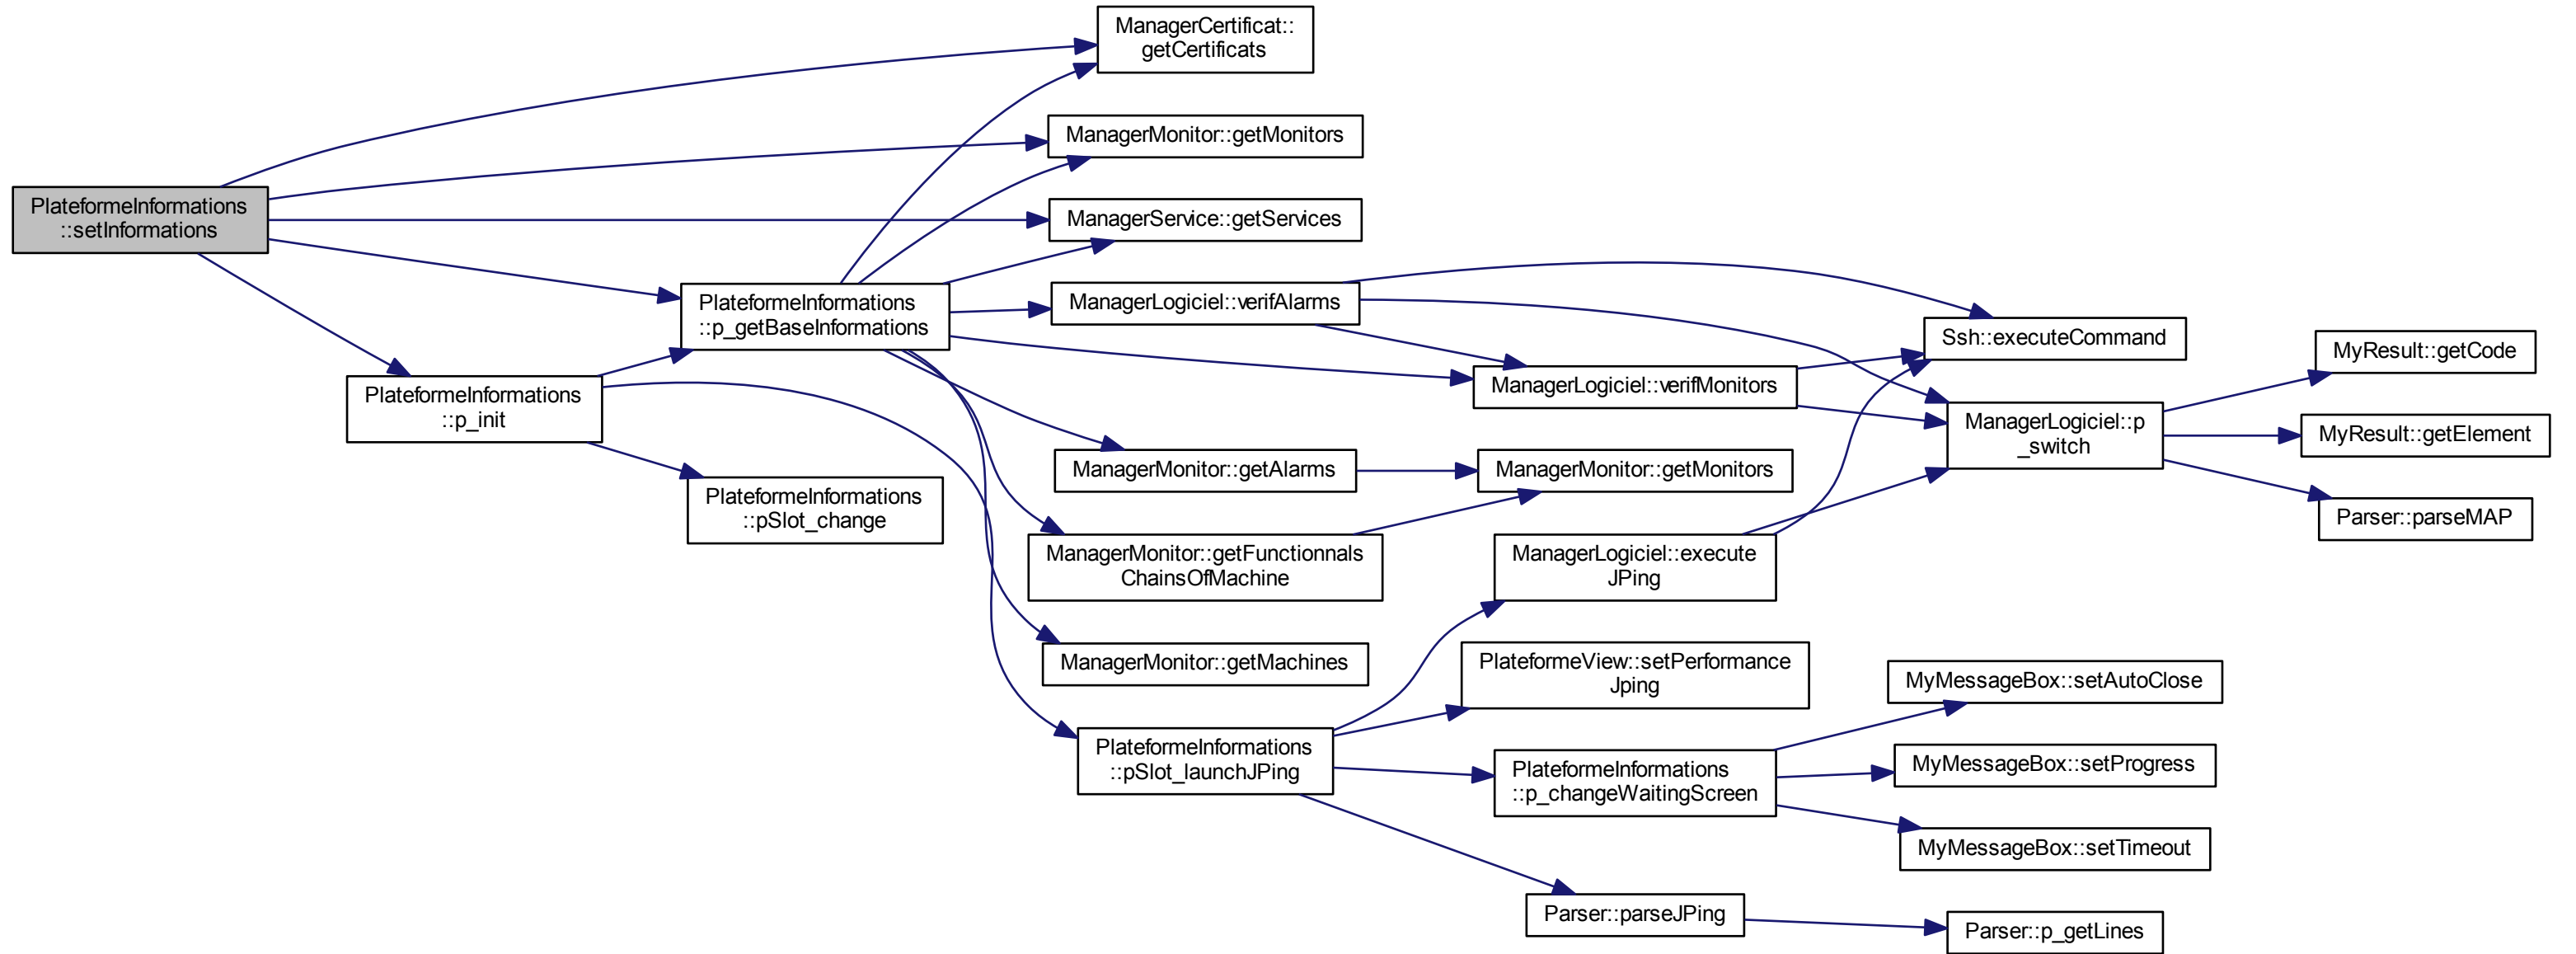 PlateformeInformations
::setInformations
ManagerCertificat::
getCertificats
ManagerMonitor::getMonitors
ManagerService::getServices
PlateformeInformations
::p_getBaseInformations
PlateformeInformations
::p_init
PlateformeInformations
::pSlot_change
ManagerLogiciel::verifAlarms
ManagerLogiciel::verifMonitors
ManagerMonitor::getAlarms
ManagerMonitor::getMonitors
ManagerMonitor::getFunctionnals
ChainsOfMachine
ManagerMonitor::getMachines
PlateformeInformations
::pSlot_launchJPing
Ssh::executeCommand
ManagerLogiciel::p
_switch
MyResult::getCode
MyResult::getElement
Parser::parseMAP
ManagerLogiciel::execute
JPing
PlateformeView::setPerformance
Jping
PlateformeInformations
::p_changeWaitingScreen
MyMessageBox::setAutoClose
MyMessageBox::setProgress
MyMessageBox::setTimeout
Parser::parseJPing
Parser::p_getLines